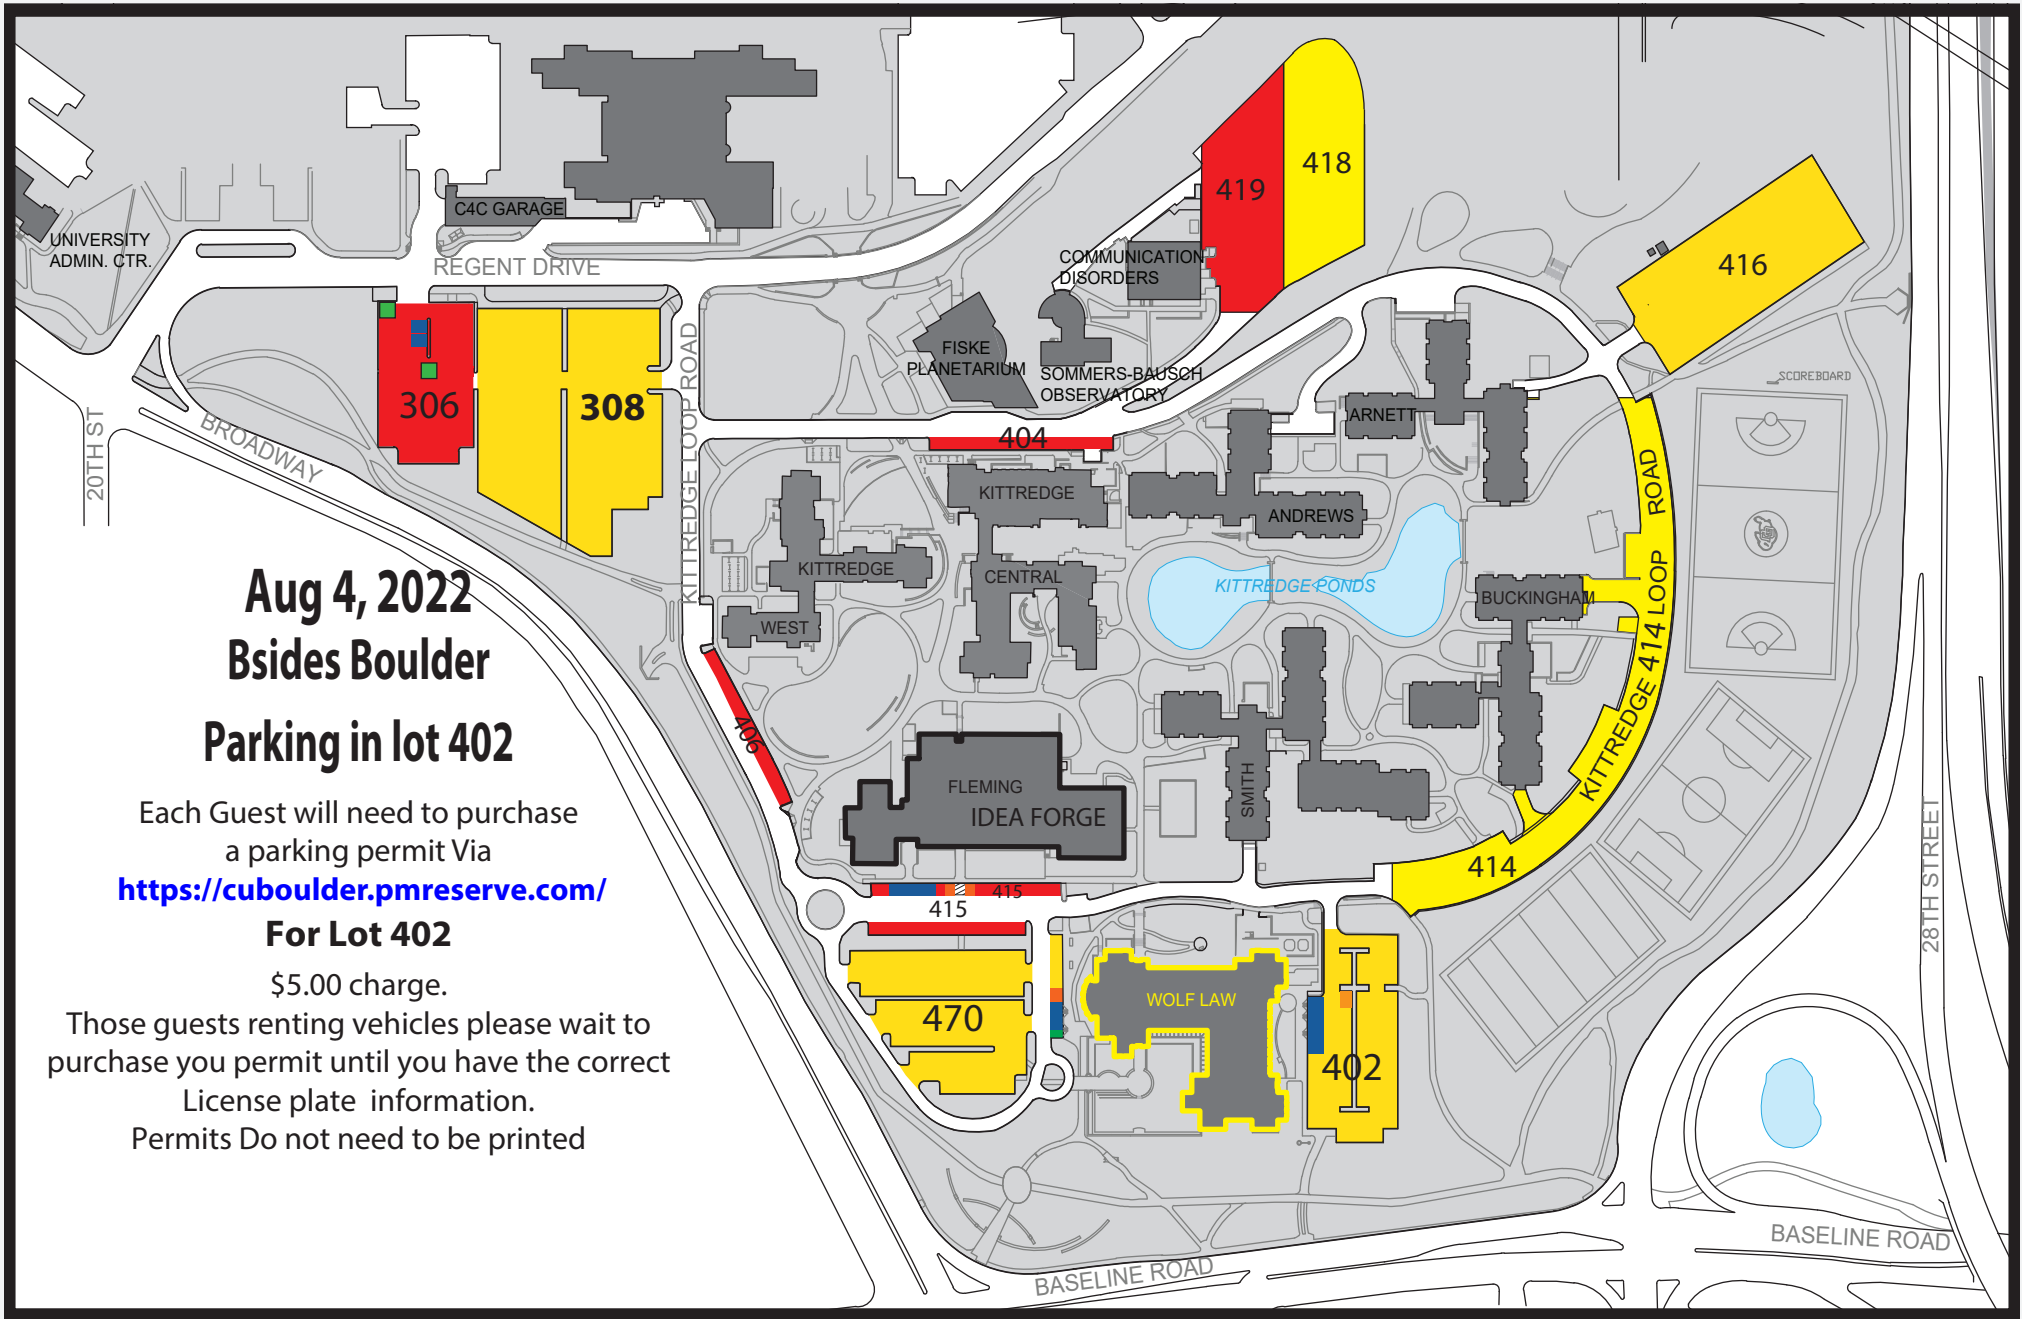 UNIVERSITY
ADMIN. CTR.
C4C GARAGE
REGENT DRIVE
20TH ST
BROADWAY
306
308
KITTREDGE LOOP ROAD
419
418
416
COMMUNICATION
DISORDERS
FISKE
PLANETARIUM
SOMMERS-BAUSCH
OBSERVATORY
404
SCOREBOARD
ARNETT
KITTREDGE
ANDREWS
KITTREDGE
WEST
CENTRAL
KITTREDGE PONDS
BUCKINGHAM
KITTREDGE 414 LOOP ROAD
406
FLEMING
IDEA FORGE
SMITH
414
415
415
470
WOLF LAW
402
28TH STREET
BASELINE ROAD
BASELINE ROAD
Aug 4, 2022
Bsides Boulder
Parking in lot 402
Each Guest will need to purchase
a parking permit Via
https://cuboulder.pmreserve.com/
For Lot 402
$5.00 charge.
Those guests renting vehicles please wait to
purchase you permit until you have the correct
License plate information.
Permits Do not need to be printed